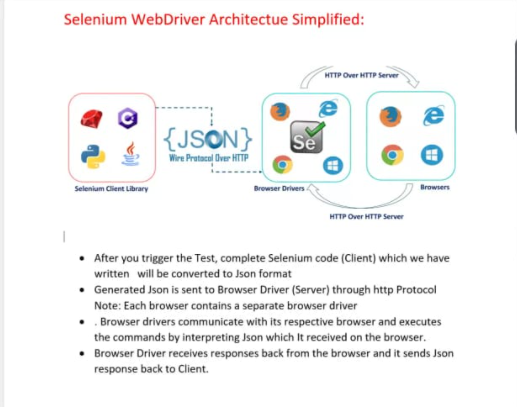 Selenium WebDriver Architectue Simplified:
HTTP Over HTTP Server
{JSON}
Wire Protocol Over HTTP
Se
Selenium Client Library
Browser Drivers
Browsers
HTTP Over HTTP Server
• After you trigger the Test, complete Selenium code (Client) which we have
written will be converted to Json format
• Generated Json is sent to Browser Driver (Server) through http Protocol
Note: Each browser contains a separate browser driver
• . Browser drivers communicate with its respective browser and executes
the commands by interpreting Json which It received on the browser.
• Browser Driver receives responses back from the browser and it sends Json
response back to Client.